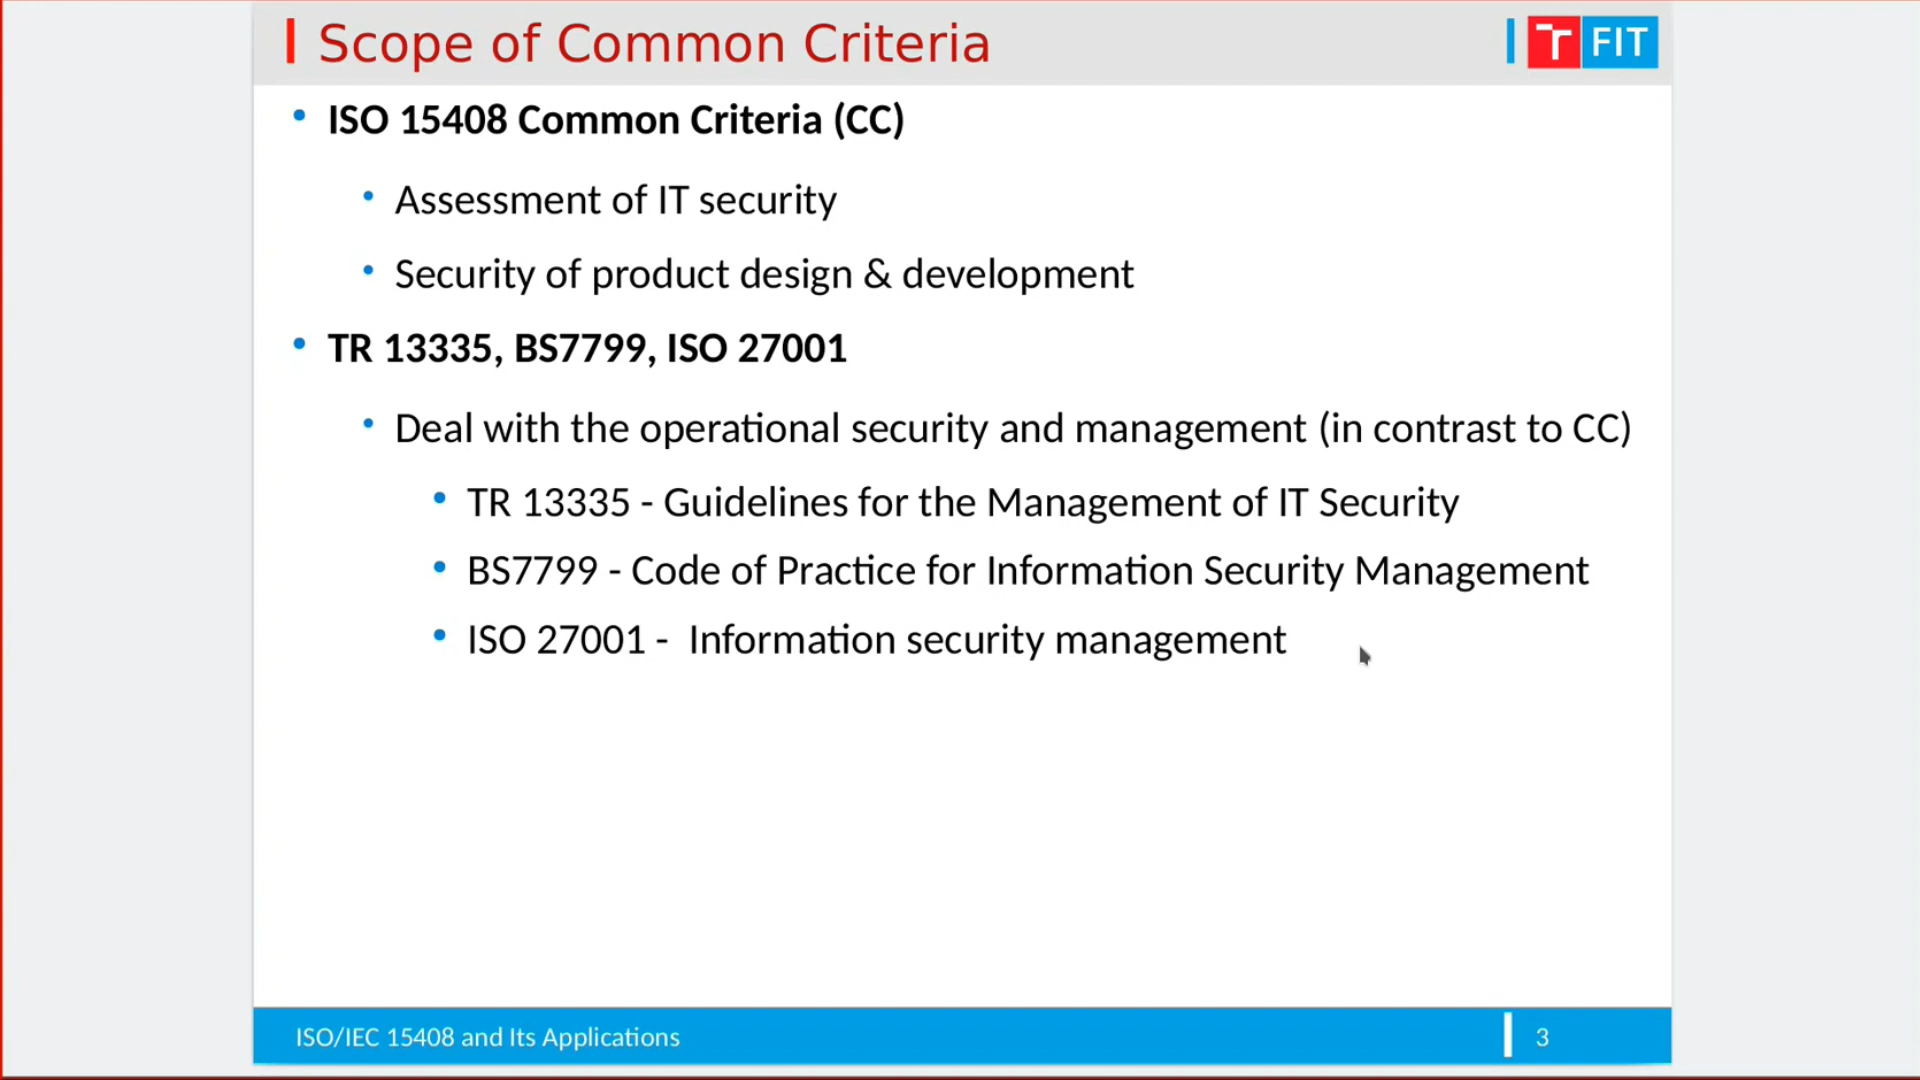 Scope of Common Criteria
T FIT
ISO 15408 Common Criteria (CC)
Assessment of IT security
Security of product design & development
TR 13335, BS7799, ISO 27001
Deal with the operational security and management (in contrast to CC)
TR 13335 - Guidelines for the Management of IT Security
BS7799 - Code of Practice for Information Security Management
ISO 27001 -  Information security management
ISO/IEC 15408 and Its Applications
3